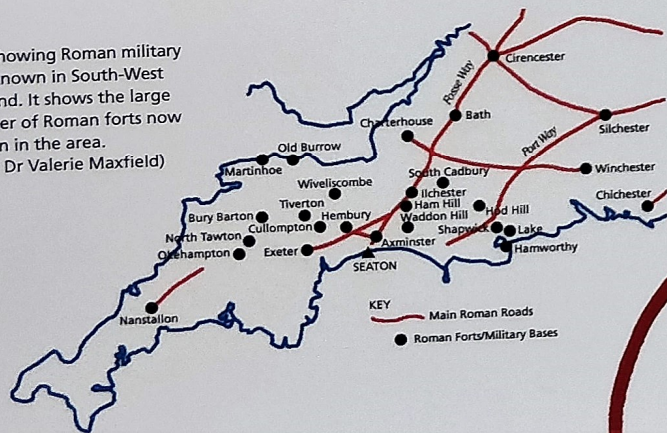 howing Roman military
nown in South-West
nd. It shows the large
er of Roman forts now
n in the area.
Dr Valerie Maxfield)
Cirencester
Fosse Way
Bath
Charterhouse
Silchester
Port Way
Old Burrow
Martinhoe
Winchester
South Cadbury
Wiveliscombe
Ilchester
Chichester
Tiverton
Ham Hill
Hod Hill
Bury Barton
Hembury
Waddon Hill
Cullompton
Shapwick
Lake
North Tawton
Axminster
Hamworthy
Okehampton
Exeter
SEATON
KEY
Main Roman Roads
Nanstallon
Roman Forts/Military Bases